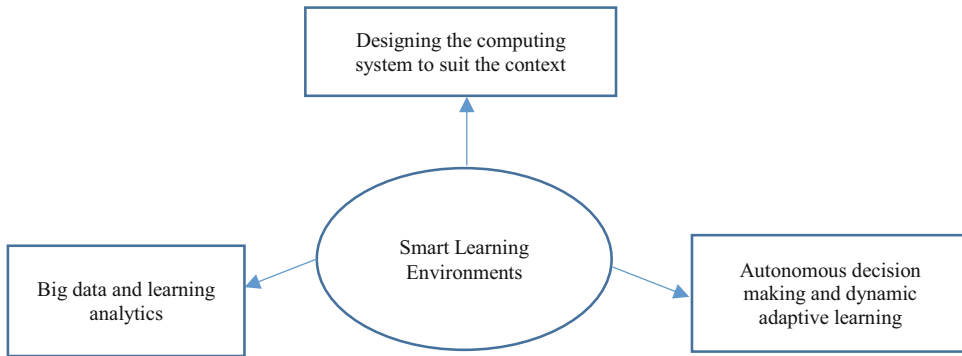 Designing the computing
system to suit the context
Smart Learning
Environments
Big data and learning
analytics
Autonomous decision
making and dynamic
adaptive learning